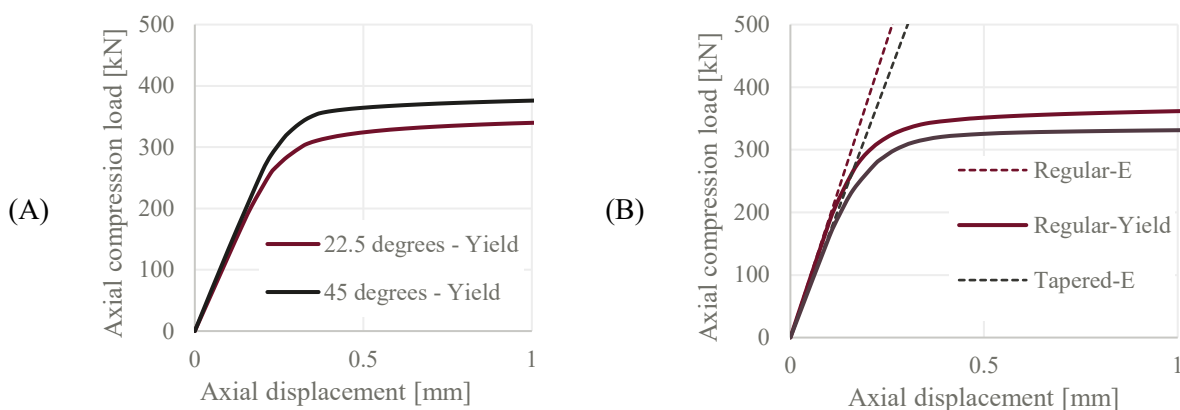 (A)
Axial compression load [kN]
500
400
300
200
100
0
22.5 degrees - Yield
45 degrees - Yield
0
0.5
1
Axial displacement [mm]
(B)
Axial compression load [kN]
500
400
300
200
100
0
Regular-E
Regular-Yield
Tapered-E
0
0.5
1
Axial displacement [mm]